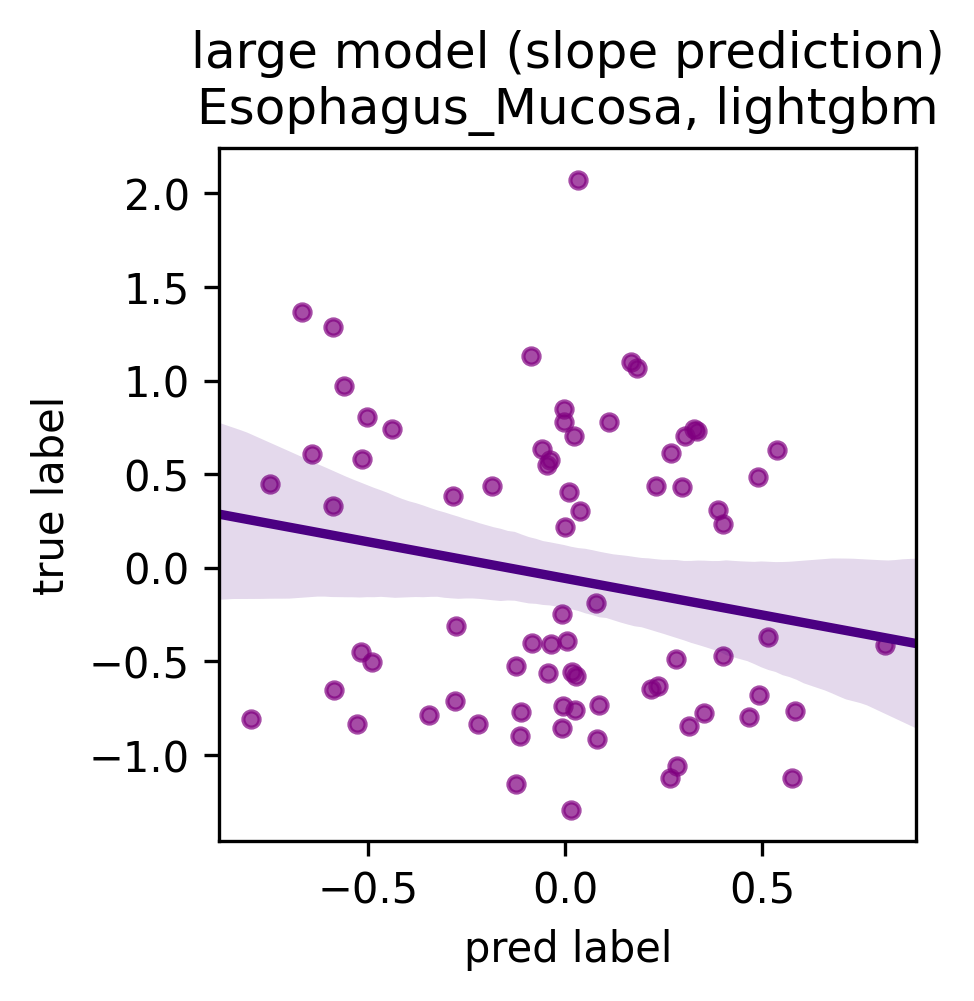 large model (slope prediction)
Esophagus_Mucosa, lightgbm
2.0
1.5
1.0
0.5
0.0
−0.5
−1.0
true label
−0.5 0.0 0.5
pred label